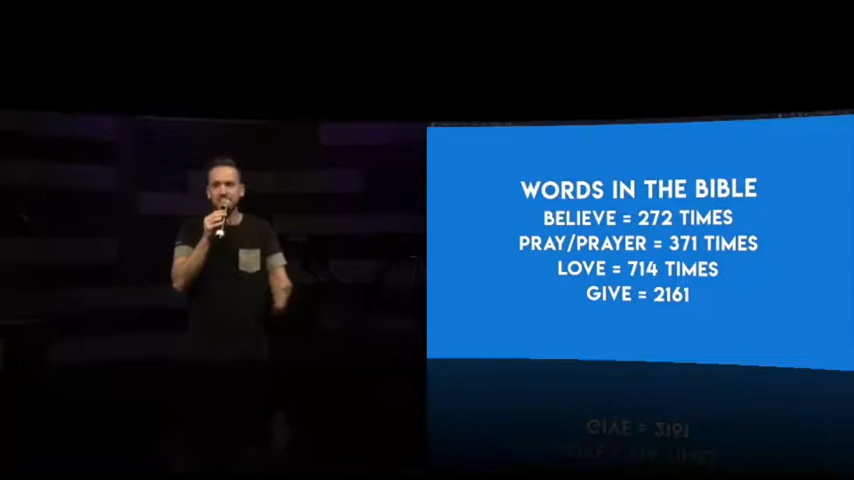 WORDS IN THE BIBLE
BELIEVE = 272 TIMES
PRAY/PRAYER = 371 TIMES
LOVE = 714 TIMES
GIVE = 2161